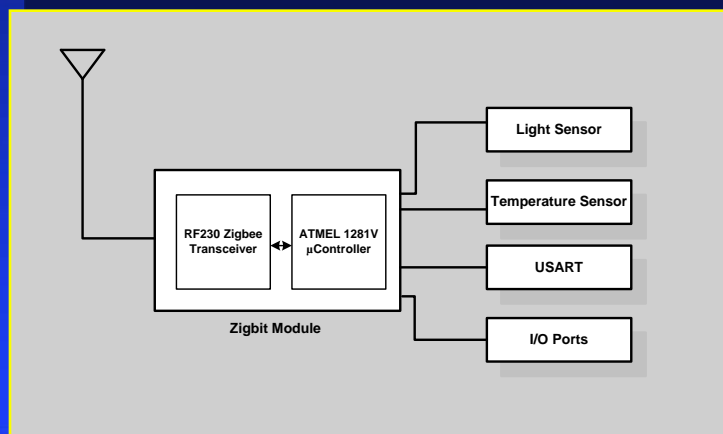 Light Sensor
Temperature Sensor
RF230 Zigbee
Transceiver
ATMEL 1281V
μController
USART
Zigbit Module
I/O Ports